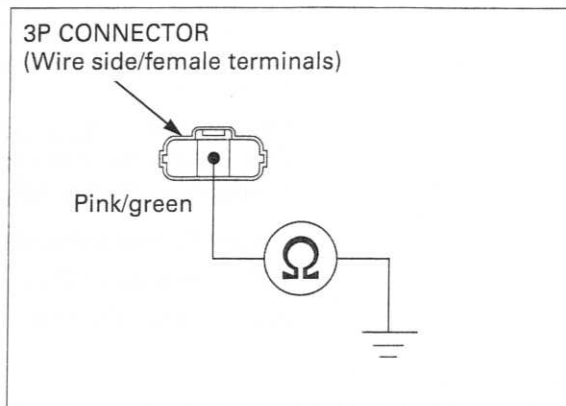 3P CONNECTOR
(Wire side/female terminals)
Pink/green
Ω